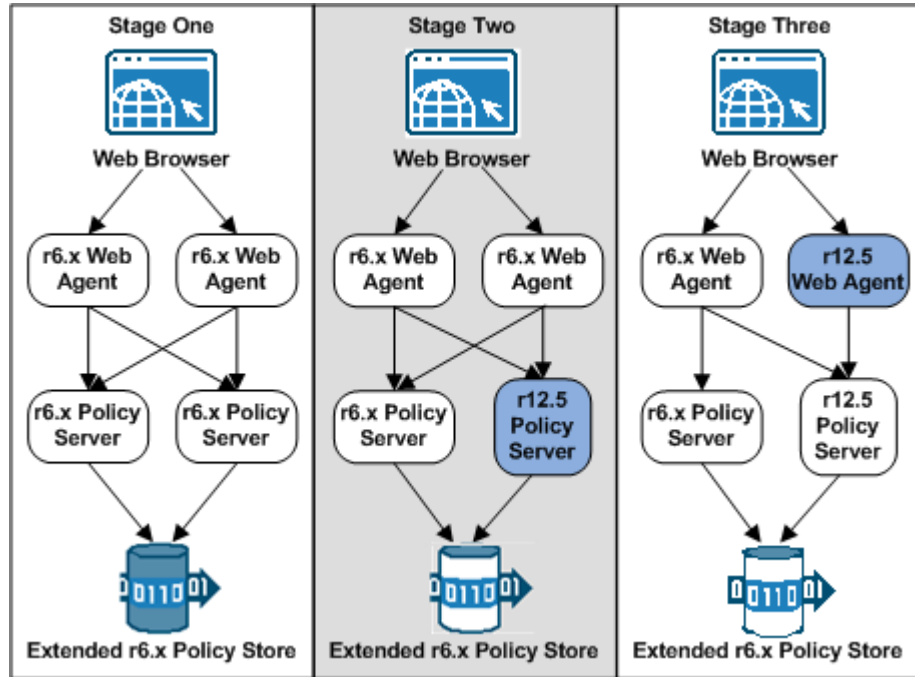 Stage One
Web Browser
r6.x Web
Agent
r6.x Web
Agent
r6.x Policy
Server
r6.x Policy
Server
0110
01
Extended r6.x Policy Store
Stage Two
Web Browser
r6.x Web
Agent
r6.x Web
Agent
r6.x Policy
Server
r12.5
Policy
Server
0110
01
Extended r6.x Policy Store
Stage Three
Web Browser
r6.x Web
Agent
r12.5
Web Agent
r6.x Policy
Server
r12.5
Policy
Server
0110
01
Extended r6.x Policy Store